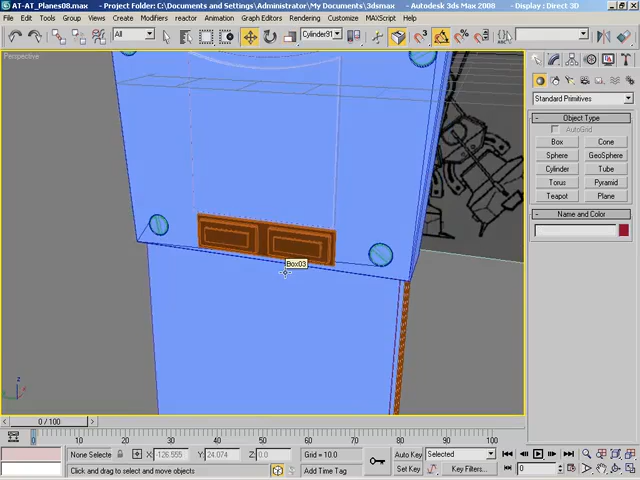 AT-AT_Planes08.max - Project Folder: C:\Documents and Settings\Administrator\My Documents\3dsmax - Autodesk 3ds Max 2008 - Display : Direct 3D
File Edit Tools Group Views Create Modifiers reactor Animation Graph Editors Rendering Customize MAXScript Help
All
Cylinder91
Perspective
Standard Primitives
- Object Type
AutoGrid
Box Cone
Sphere GeoSphere
Cylinder Tube
Torus Pyramid
Teapot Plane
- Name and Color
Box03
z
0 / 100
0 10 20 30 40 50 60 70 80 90 100
None Selecte X: -126.555 Y: 24.074 Z: 0.0 Grid = 10.0 Auto Key Selected
Click and drag to select and move objects Add Time Tag Set Key Key Filters... 0